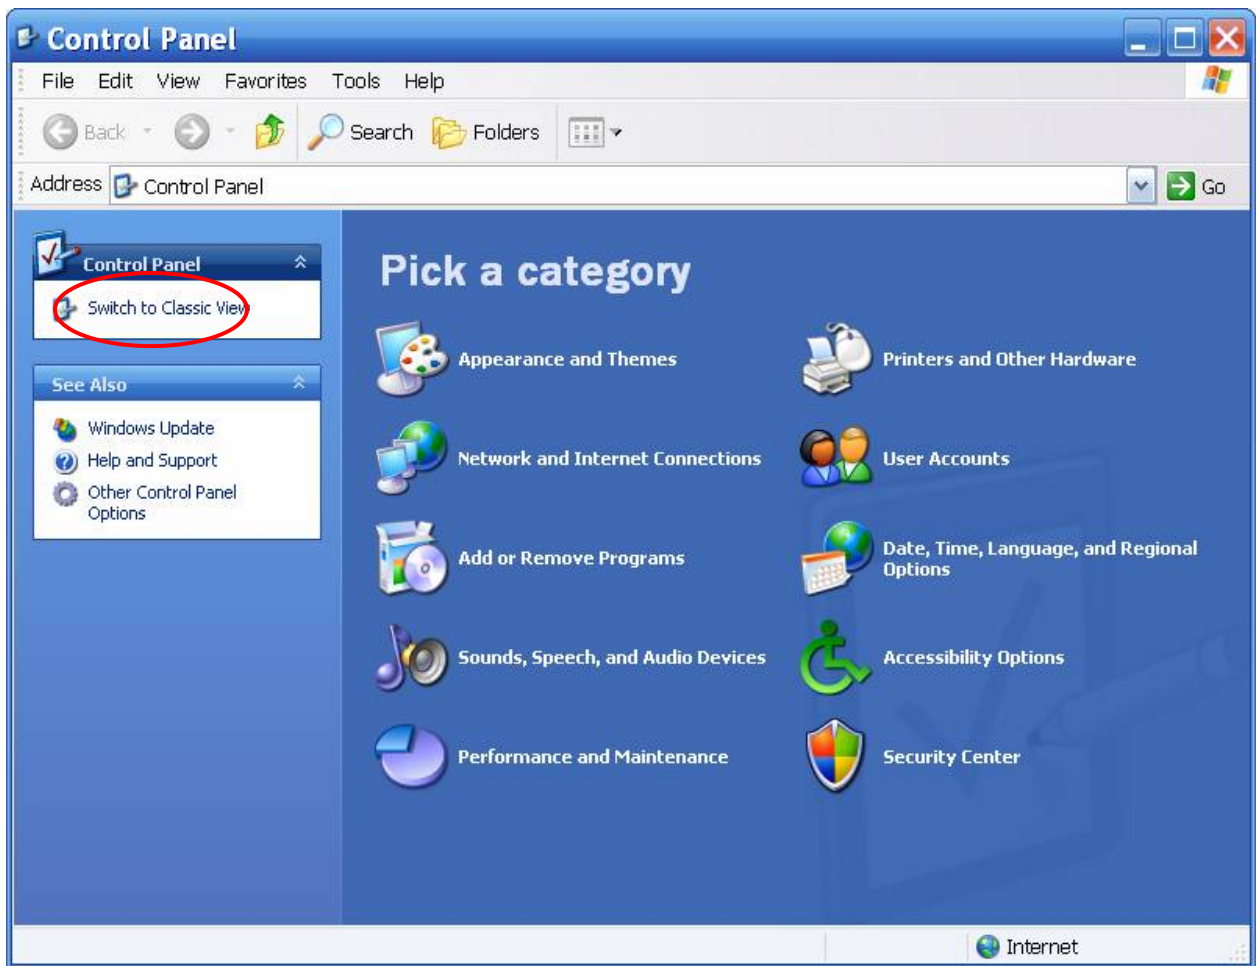 Control Panel
File Edit View Favorites Tools Help
Back Search Folders
Address Control Panel Go
Control Panel
Switch to Classic View
See Also
Windows Update
Help and Support
Other Control Panel
Options
Pick a category
Appearance and Themes
Printers and Other Hardware
Network and Internet Connections
User Accounts
Add or Remove Programs
Date, Time, Language, and Regional
Options
Sounds, Speech, and Audio Devices
Accessibility Options
Performance and Maintenance
Security Center
Internet